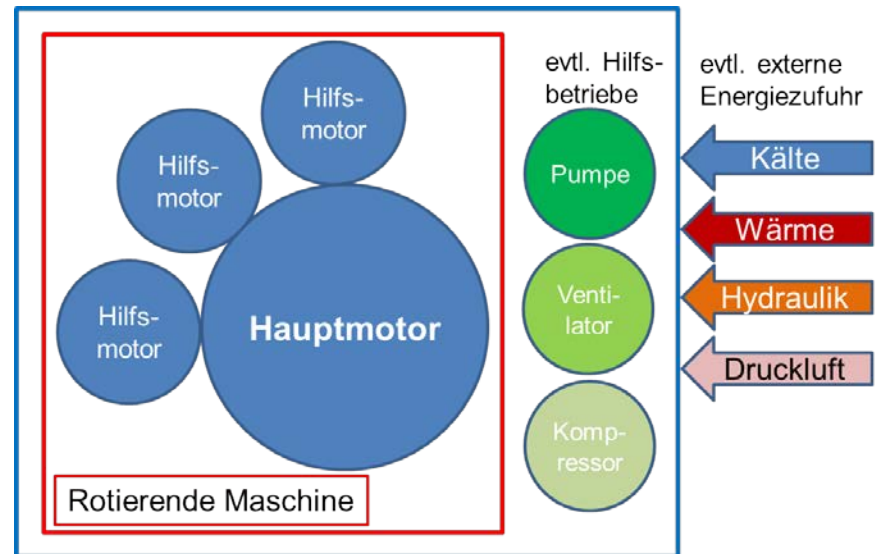 Hilfs-
motor
Hilfs-
motor
Hilfs-
motor
Hauptmotor
Rotierende Maschine
evtl. Hilfs-
betriebe
Pumpe
Venti-
lator
Komp-
ressor
evtl. externe
Energiezufuhr
Kälte
Wärme
Hydraulik
Druckluft